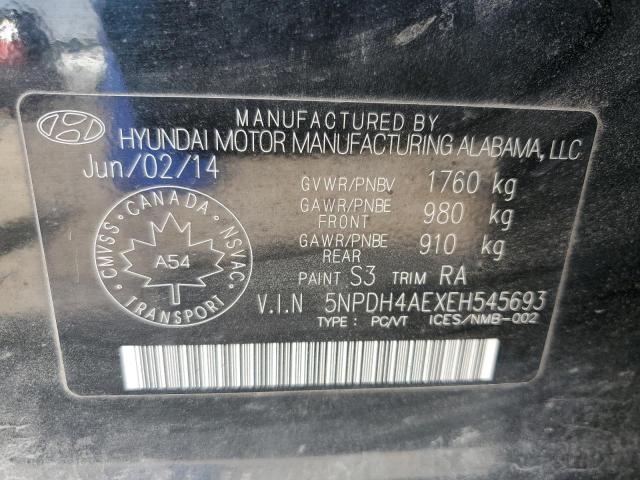 MANUFACTURED BY
HYUNDAI MOTOR MANUFACTURING ALABAMA, LLC
Jun/02/14
GVWR/PNBV 1760 kg
GAWR/PNBE FRONT 980 kg
GAWR/PNBE REAR 910 kg
PAINT S3 TRIM RA
CANADA
CMVSS NSVAC
A54
TRANSPORT
V.I.N 5NPDH4AEXEH545693
TYPE : PC/VT ICES/NMB-002